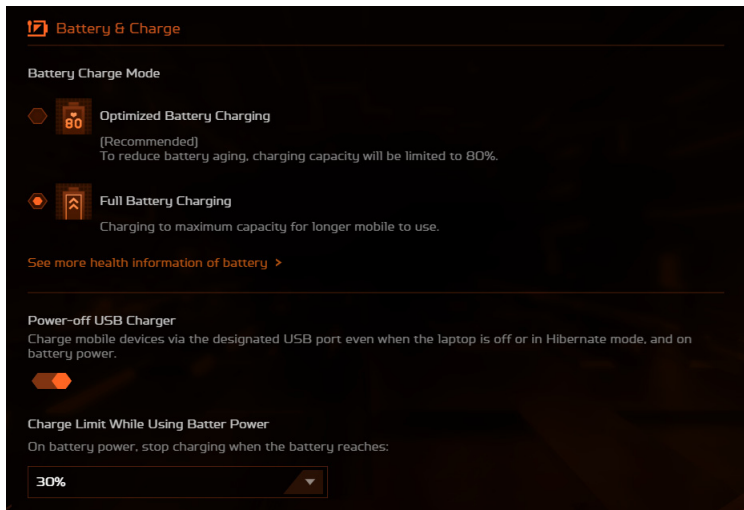 Battery & Charge
Battery Charge Mode
80
Optimized Battery Charging
[Recommended]
To reduce battery aging, charging capacity will be limited to 80%.
Full Battery Charging
Charging to maximum capacity for longer mobile to use.
See more health information of battery >
Power-off USB Charger
Charge mobile devices via the designated USB port even when the laptop is off or in Hibernate mode, and on
battery power.
Charge Limit While Using Batter Power
On battery power, stop charging when the battery reaches:
30%